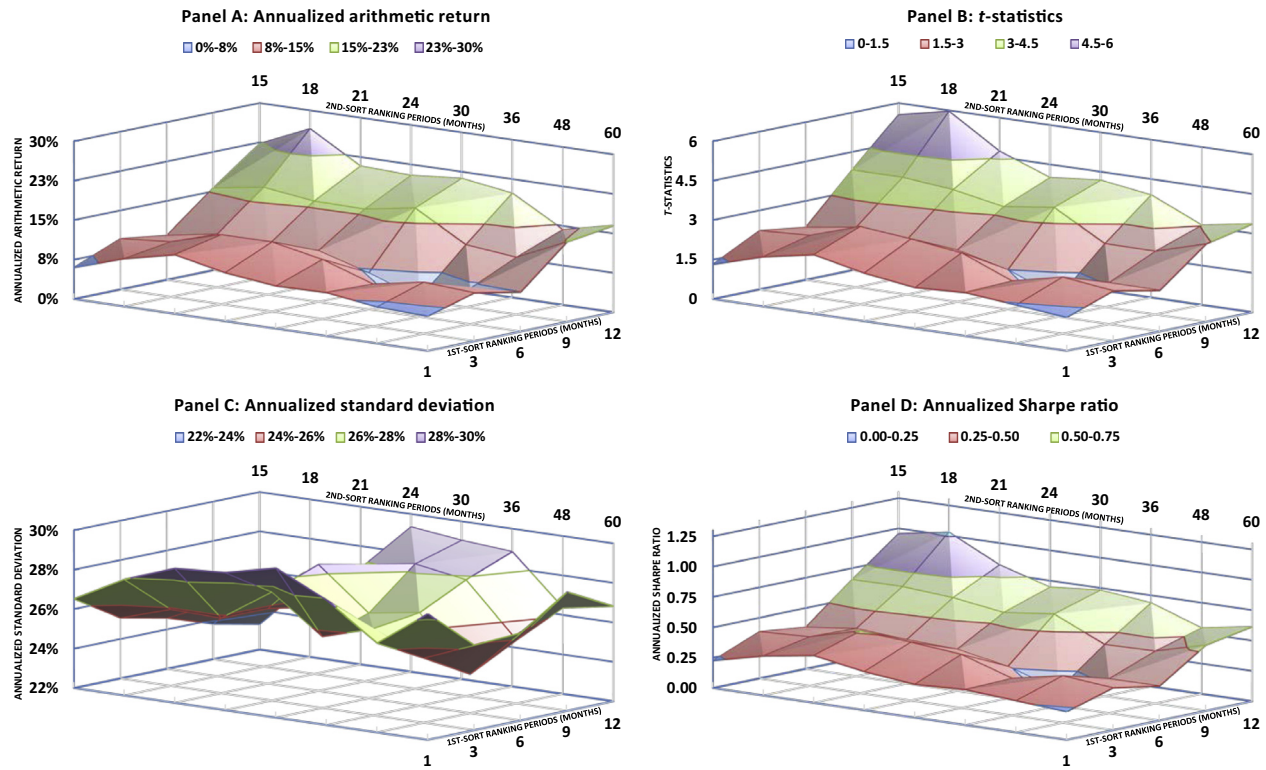 Panel A: Annualized arithmetic return
0%-8% 8%-15% 15%-23% 23%-30%
15 18 21 24 30 36 48 60
2ND-SORT RANKING PERIODS (MONTHS)
ANNUALIZED ARITHMETIC RETURN
30%
23%
15%
8%
0%
1ST-SORT RANKING PERIODS (MONTHS)
1 3 6 9 12
Panel B: t-statistics
0-1.5 1.5-3 3-4.5 4.5-6
15 18 21 24 30 36 48 60
2ND-SORT RANKING PERIODS (MONTHS)
T-STATISTICS
6
4.5
3
1.5
0
1ST-SORT RANKING PERIODS (MONTHS)
1 3 6 9 12
Panel C: Annualized standard deviation
22%-24% 24%-26% 26%-28% 28%-30%
15 18 21 24 30 36 48 60
2ND-SORT RANKING PERIODS (MONTHS)
ANNUALIZED STANDARD DEVIATION
30%
28%
26%
24%
22%
1ST-SORT RANKING PERIODS (MONTHS)
1 3 6 9 12
Panel D: Annualized Sharpe ratio
0.00-0.25 0.25-0.50 0.50-0.75
15 18 21 24 30 36 48 60
2ND-SORT RANKING PERIODS (MONTHS)
ANNUALIZED SHARPE RATIO
1.25
1.00
0.75
0.50
0.25
0.00
1ST-SORT RANKING PERIODS (MONTHS)
1 3 6 9 12